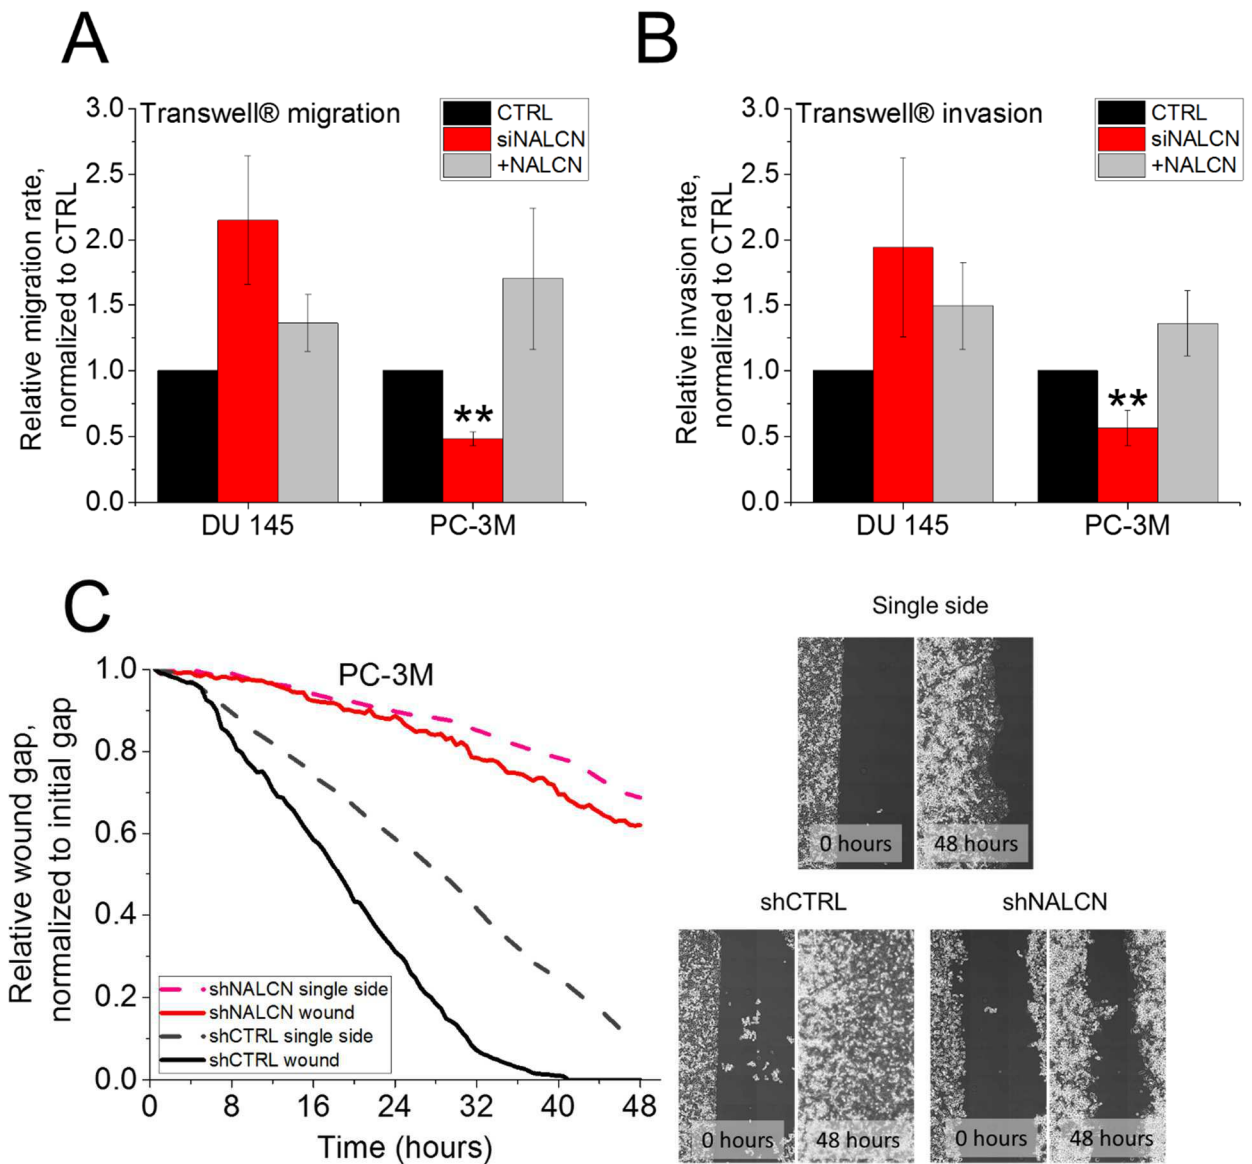 A
B
Transwell® migration
CTRL
siNALCN
+NALCN
Relative migration rate,
normalized to CTRL
3.0
2.5
2.0
1.5
1.0
0.5
0.0
**
DU 145
PC-3M
Transwell® invasion
CTRL
siNALCN
+NALCN
Relative invasion rate,
normalized to CTRL
3.0
2.5
2.0
1.5
1.0
0.5
0.0
**
DU 145
PC-3M
C
PC-3M
Relative wound gap,
normalized to initial gap
1.0
0.8
0.6
0.4
0.2
0.0
shNALCN single side
shNALCN wound
shCTRL single side
shCTRL wound
0 8 16 24 32 40 48
Time (hours)
Single side
0 hours
48 hours
shCTRL
shNALCN
0 hours
48 hours
0 hours
48 hours